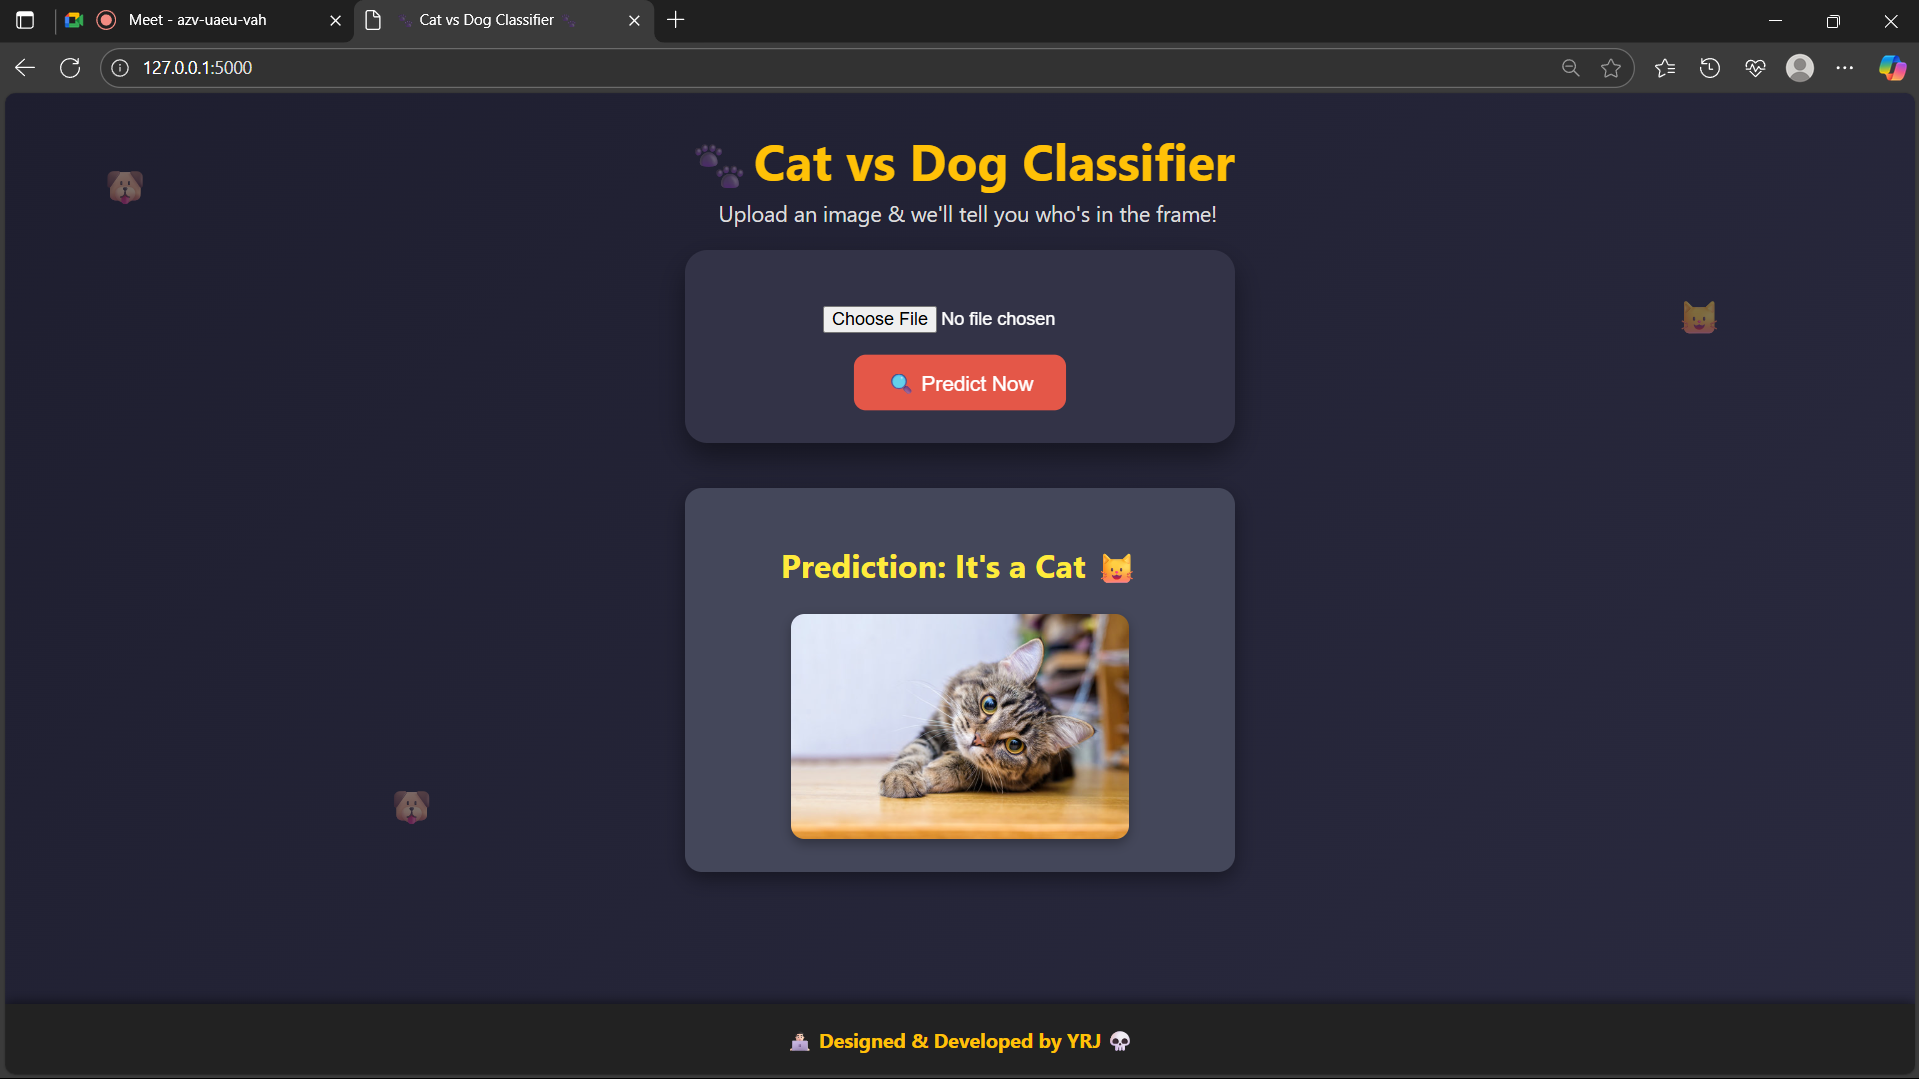 Meet - azv-uaeu-vah
🐾 Cat vs Dog Classifier 🐾
127.0.0.1:5000
🐾 Cat vs Dog Classifier
Upload an image & we'll tell you who's in the frame!
Choose File No file chosen
🔍 Predict Now
Prediction: It's a Cat 🐱
👨🏻‍💻 Designed & Developed by YRJ 💀